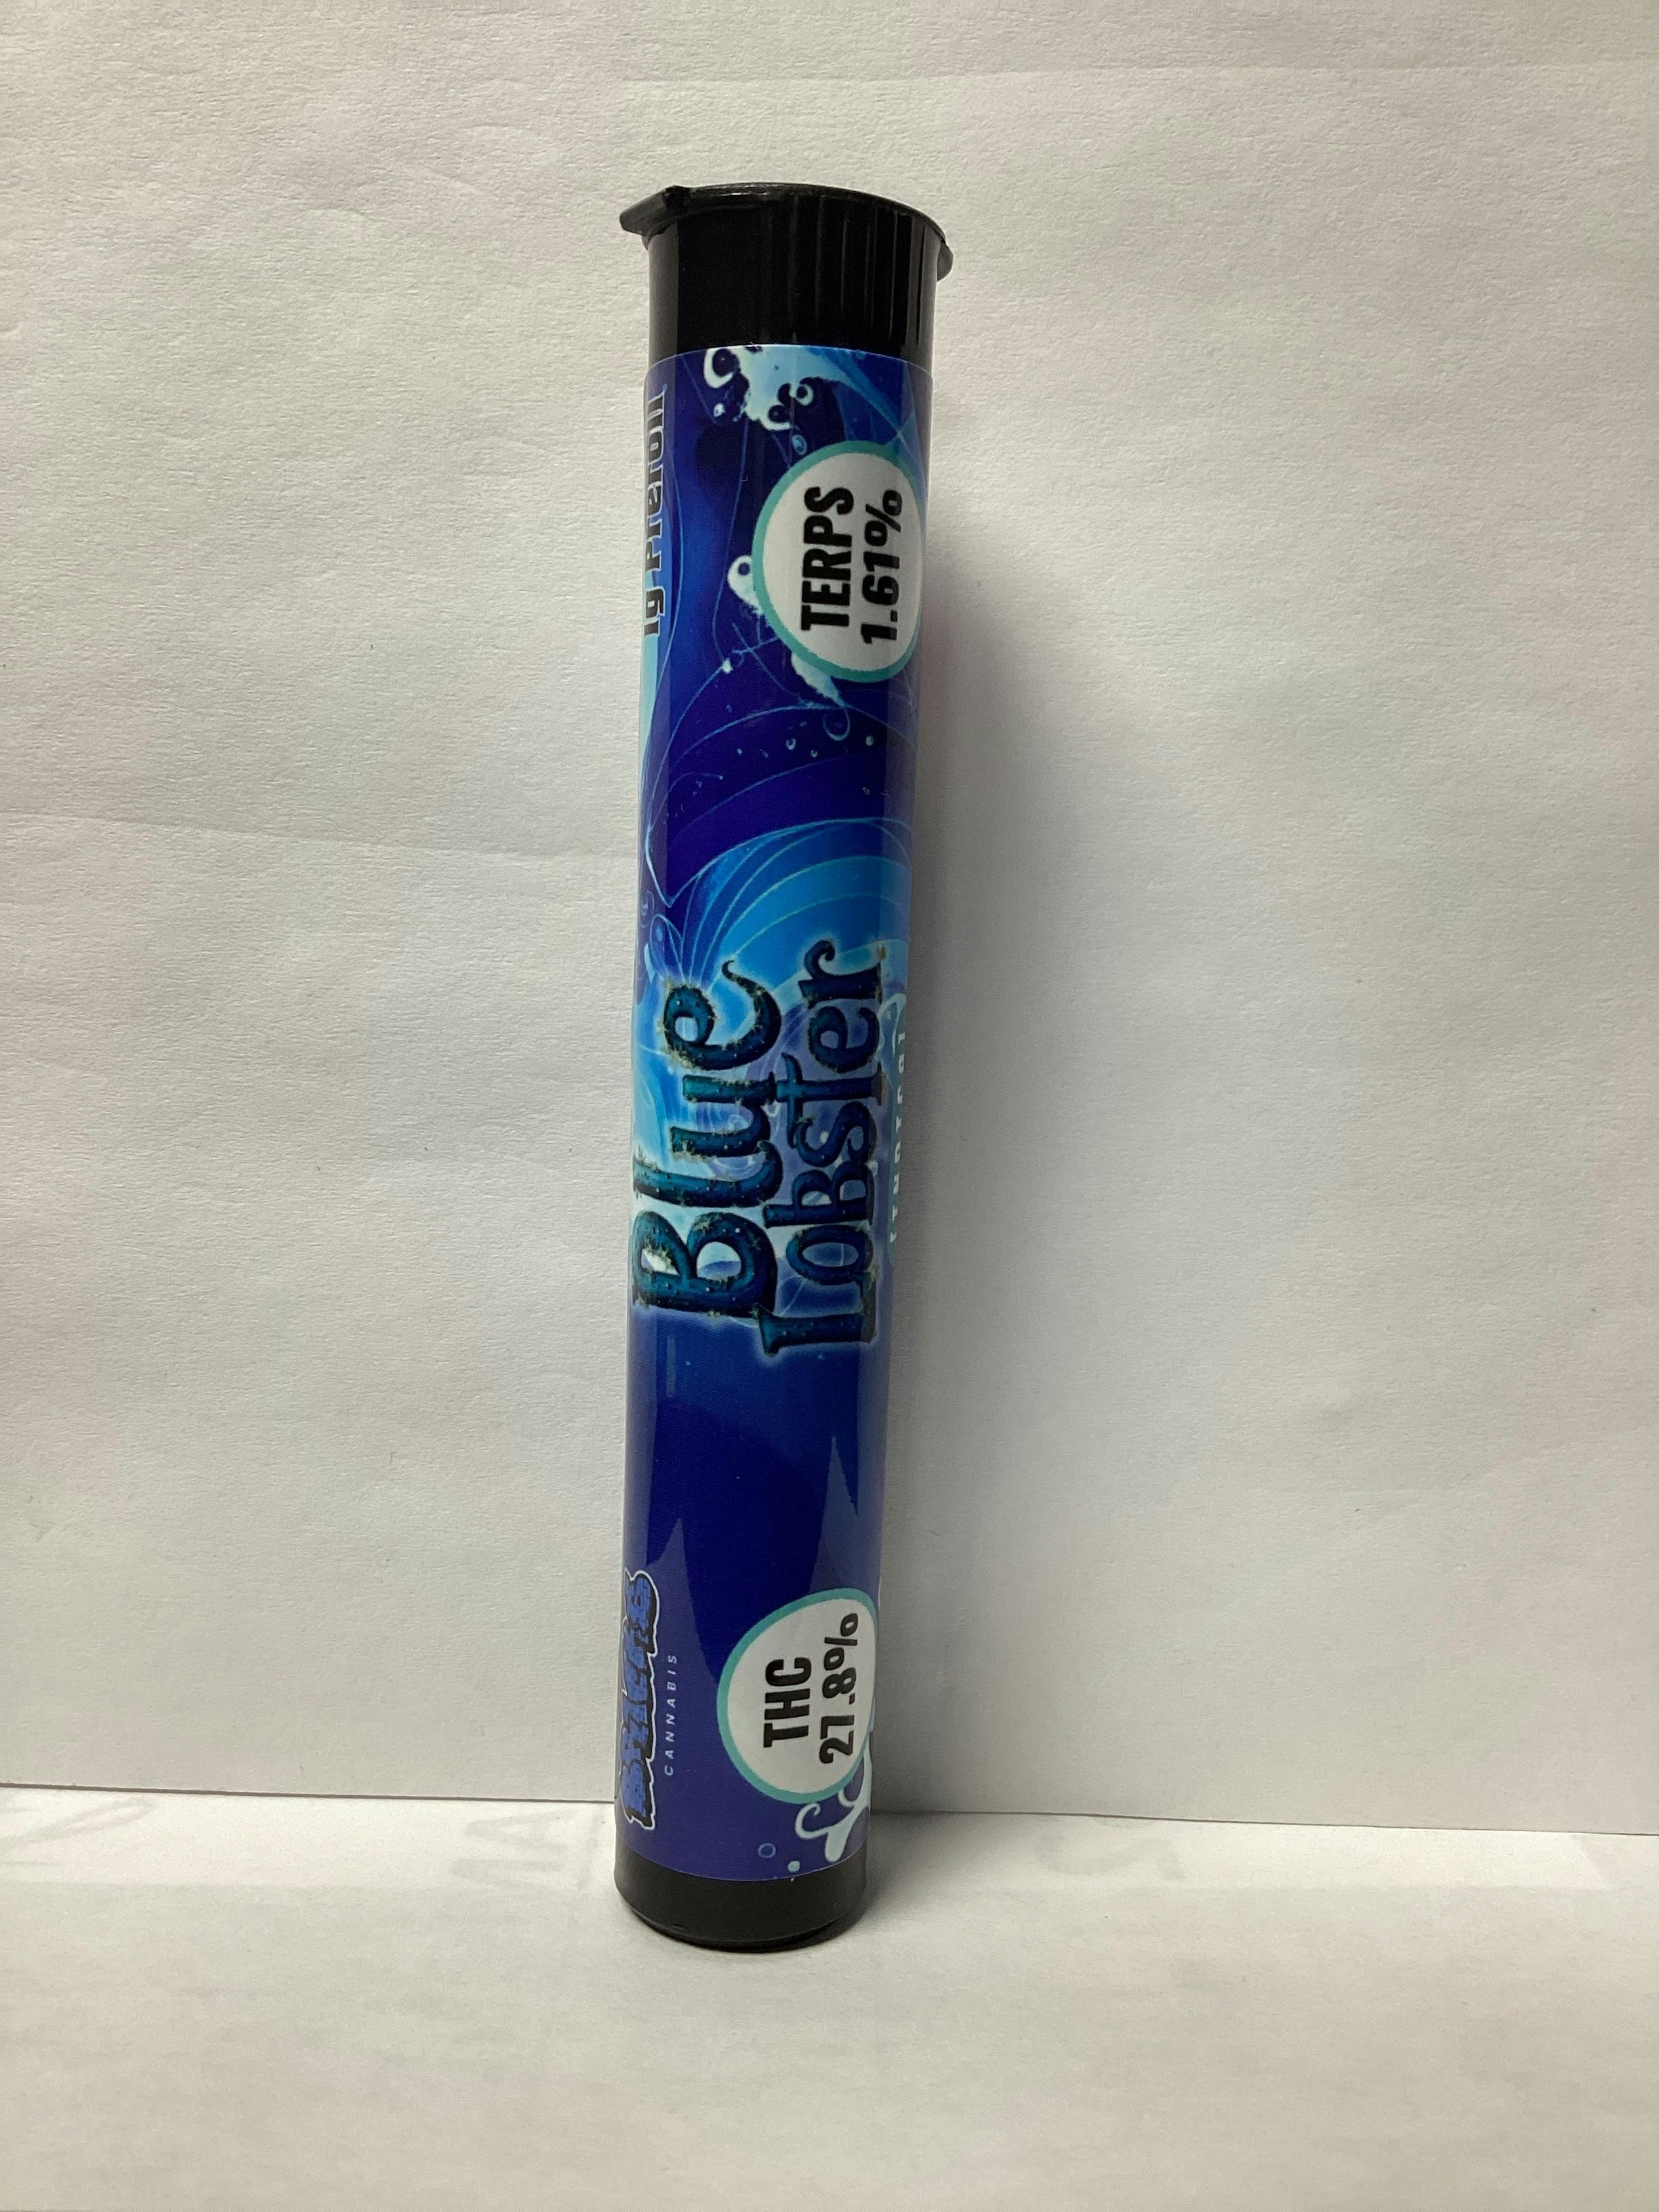 1g Preroll
TERPS
1.61%
Blue
Lobster
CANNABIS
THC
27.8%